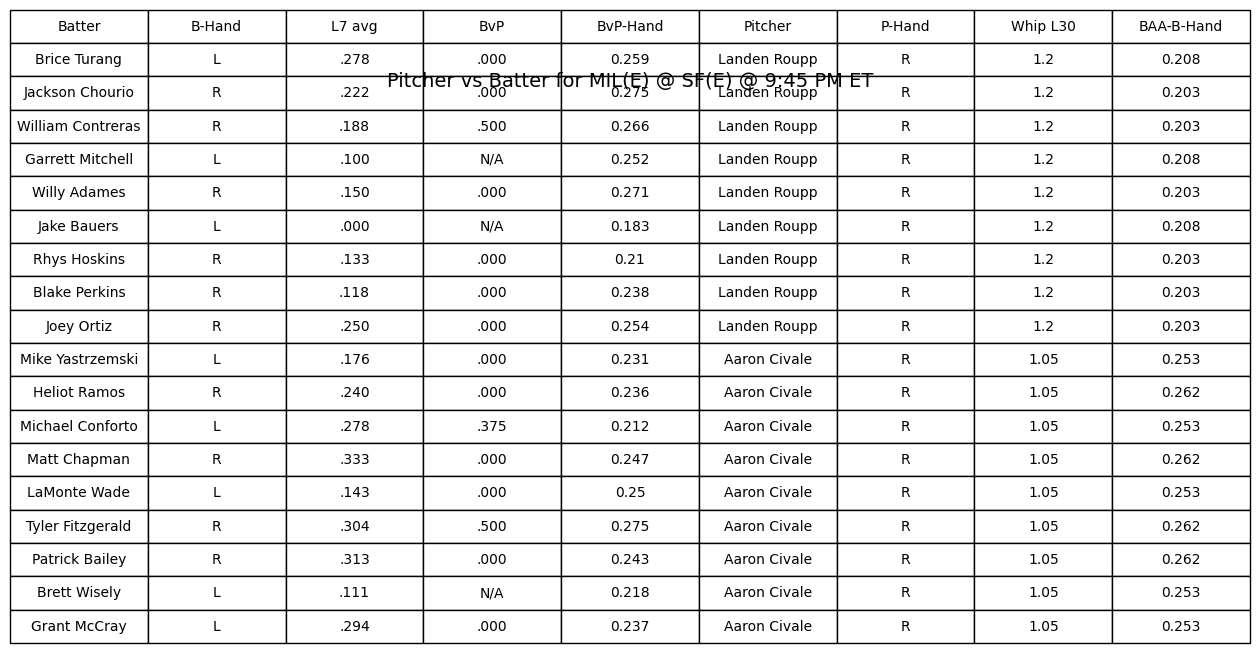 Batter B-Hand L7 avg BvP BvP-Hand Pitcher P-Hand Whip L30 BAA-B-Hand
Brice Turang L .278 .000 0.259 Landen Roupp R 1.2 0.208
Pitcher vs Batter for MIL(E) @ SF(E) @ 9:45 PM ET
Jackson Chourio R .222 .000 0.275 Landen Roupp R 1.2 0.203
William Contreras R .188 .500 0.266 Landen Roupp R 1.2 0.203
Garrett Mitchell L .100 N/A 0.252 Landen Roupp R 1.2 0.208
Willy Adames R .150 .000 0.271 Landen Roupp R 1.2 0.203
Jake Bauers L .000 N/A 0.183 Landen Roupp R 1.2 0.208
Rhys Hoskins R .133 .000 0.21 Landen Roupp R 1.2 0.203
Blake Perkins R .118 .000 0.238 Landen Roupp R 1.2 0.203
Joey Ortiz R .250 .000 0.254 Landen Roupp R 1.2 0.203
Mike Yastrzemski L .176 .000 0.231 Aaron Civale R 1.05 0.253
Heliot Ramos R .240 .000 0.236 Aaron Civale R 1.05 0.262
Michael Conforto L .278 .375 0.212 Aaron Civale R 1.05 0.253
Matt Chapman R .333 .000 0.247 Aaron Civale R 1.05 0.262
LaMonte Wade L .143 .000 0.25 Aaron Civale R 1.05 0.253
Tyler Fitzgerald R .304 .500 0.275 Aaron Civale R 1.05 0.262
Patrick Bailey R .313 .000 0.243 Aaron Civale R 1.05 0.262
Brett Wisely L .111 N/A 0.218 Aaron Civale R 1.05 0.253
Grant McCray L .294 .000 0.237 Aaron Civale R 1.05 0.253